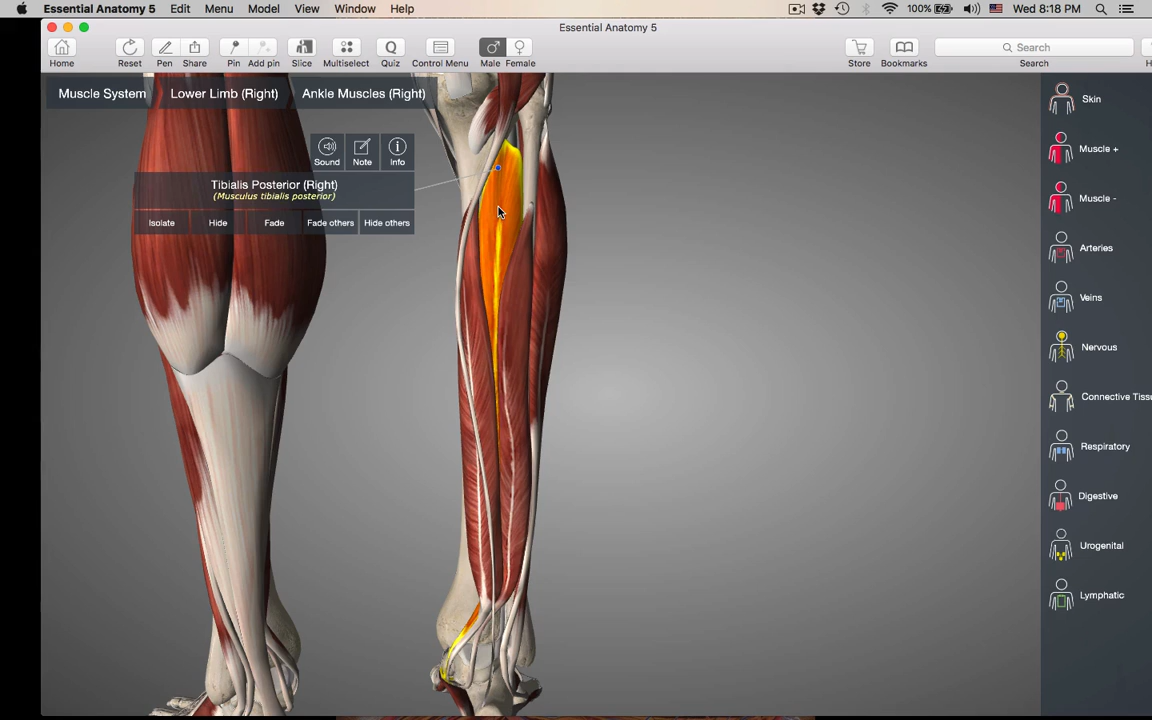 Essential Anatomy 5 Edit Menu Model View Window Help 100% Wed 8:18 PM
Essential Anatomy 5
Home Reset Pen Share Pin Add pin Slice Multiselect Q Quiz Control Menu Male Female Store Bookmarks Search
Search
Muscle System Lower Limb (Right) Ankle Muscles (Right)
Sound Note Info
Tibialis Posterior (Right)
(Musculus tibialis posterior)
Isolate Hide Fade Fade others Hide others
Skin
Muscle +
Muscle -
Arteries
Veins
Nervous
Connective Tissu
Respiratory
Digestive
Urogenital
Lymphatic